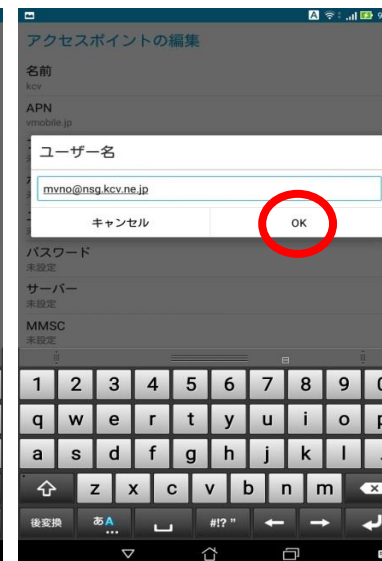 アクセスポイントの編集
名前
kcv
APN
vmobile.jp
ユーザー名
mvno@nsg.kcv.ne.jp
キャンセル OK
パスワード
未設定
サーバー
未設定
MMSC
未設定
1 2 3 4 5 6 7 8 9 0
q w e r t y u i o p
a s d f g h j k l
z x c v b n m
後変換 あA #!? "